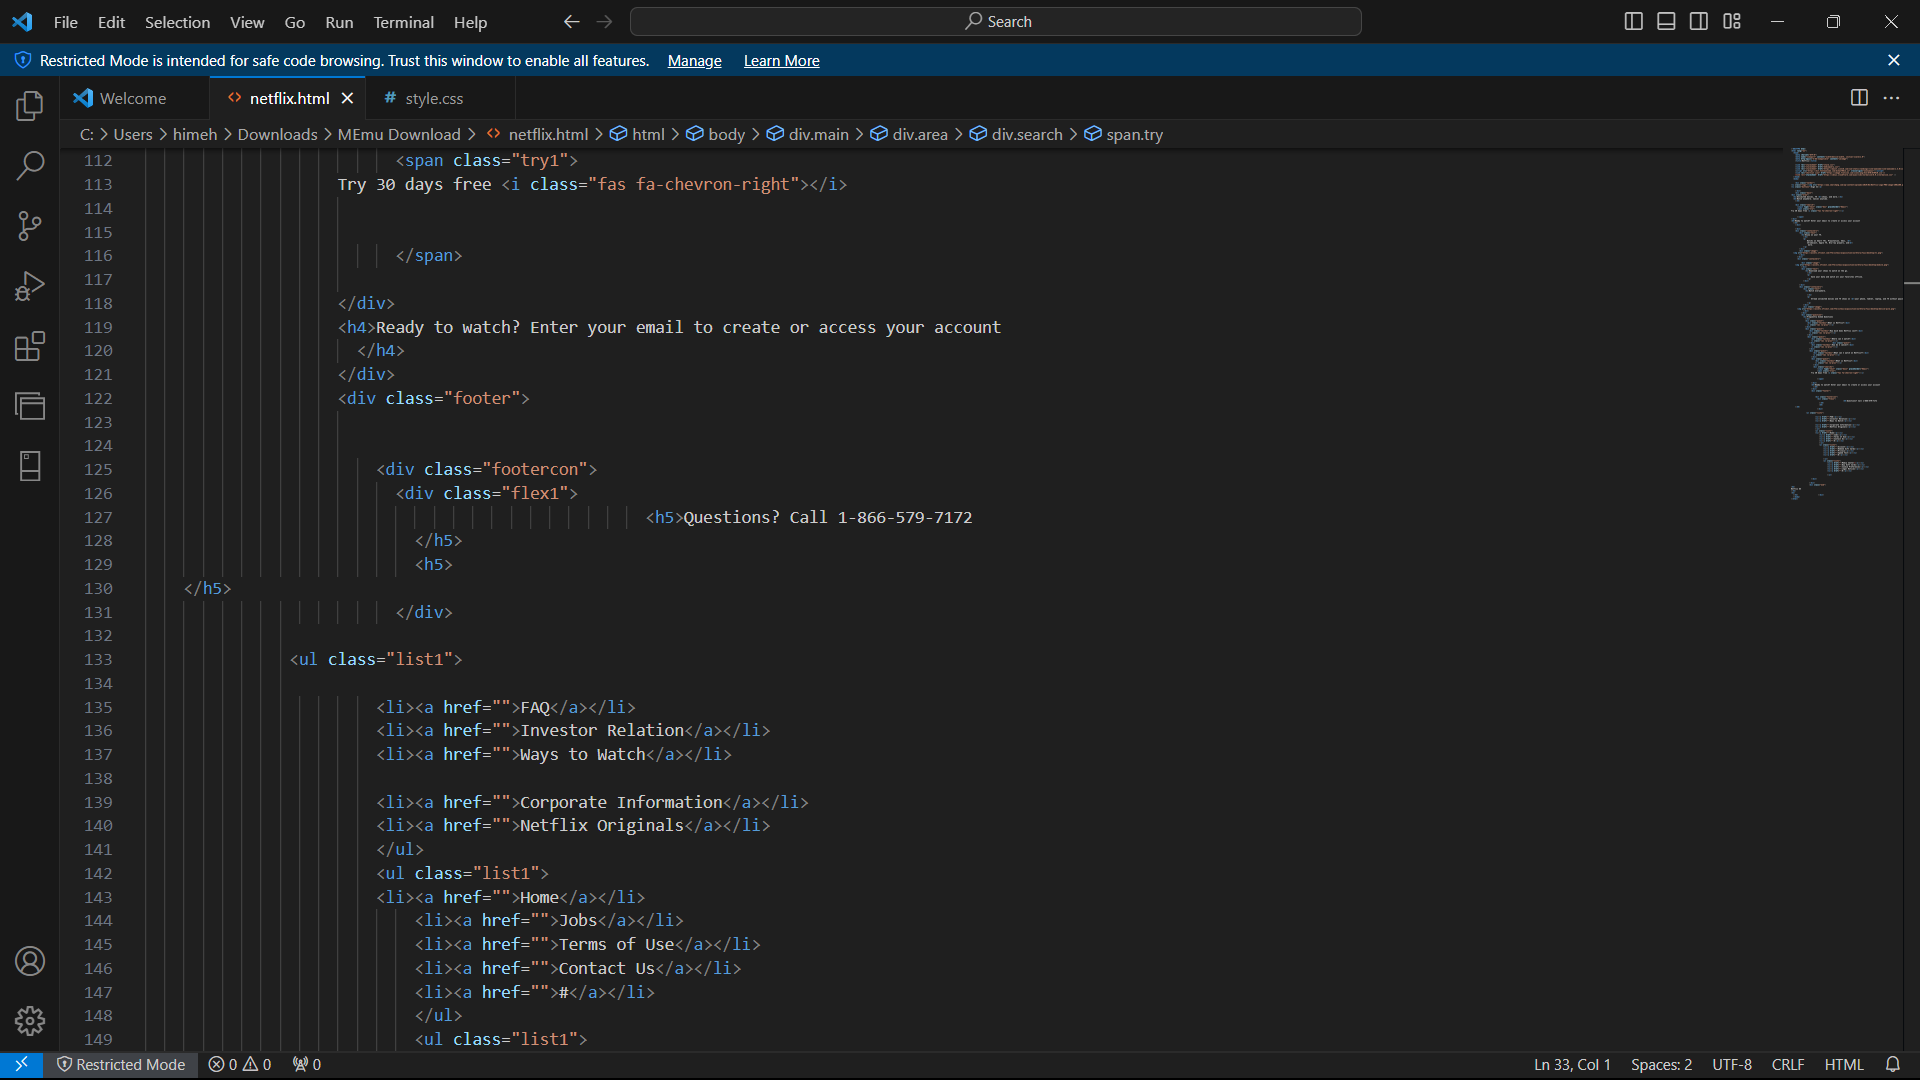 File Edit Selection View Go Run Terminal Help
Search
Restricted Mode is intended for safe code browsing. Trust this window to enable all features. Manage Learn More
Welcome
netflix.html
# style.css
C: > Users > himeh > Downloads > MEmu Download > netflix.html > html > body > div.main > div.area > div.search > span.try
112 <span class="try1">
113 Try 30 days free <i class="fas fa-chevron-right"></i>
114
115
116 </span>
117
118 </div>
119 <h4>Ready to watch? Enter your email to create or access your account
120 </h4>
121 </div>
122 <div class="footer">
123
124
125 <div class="footercon">
126 <div class="flex1">
127 <h5>Questions? Call 1-866-579-7172
128 </h5>
129 <h5>
130 </h5>
131 </div>
132
133 <ul class="list1">
134
135 <li><a href="">FAQ</a></li>
136 <li><a href="">Investor Relation</a></li>
137 <li><a href="">Ways to Watch</a></li>
138
139 <li><a href="">Corporate Information</a></li>
140 <li><a href="">Netflix Originals</a></li>
141 </ul>
142 <ul class="list1">
143 <li><a href="">Home</a></li>
144 <li><a href="">Jobs</a></li>
145 <li><a href="">Terms of Use</a></li>
146 <li><a href="">Contact Us</a></li>
147 <li><a href="">#</a></li>
148 </ul>
149 <ul class="list1">
Restricted Mode 0 0 0 Ln 33, Col 1 Spaces: 2 UTF-8 CRLF HTML